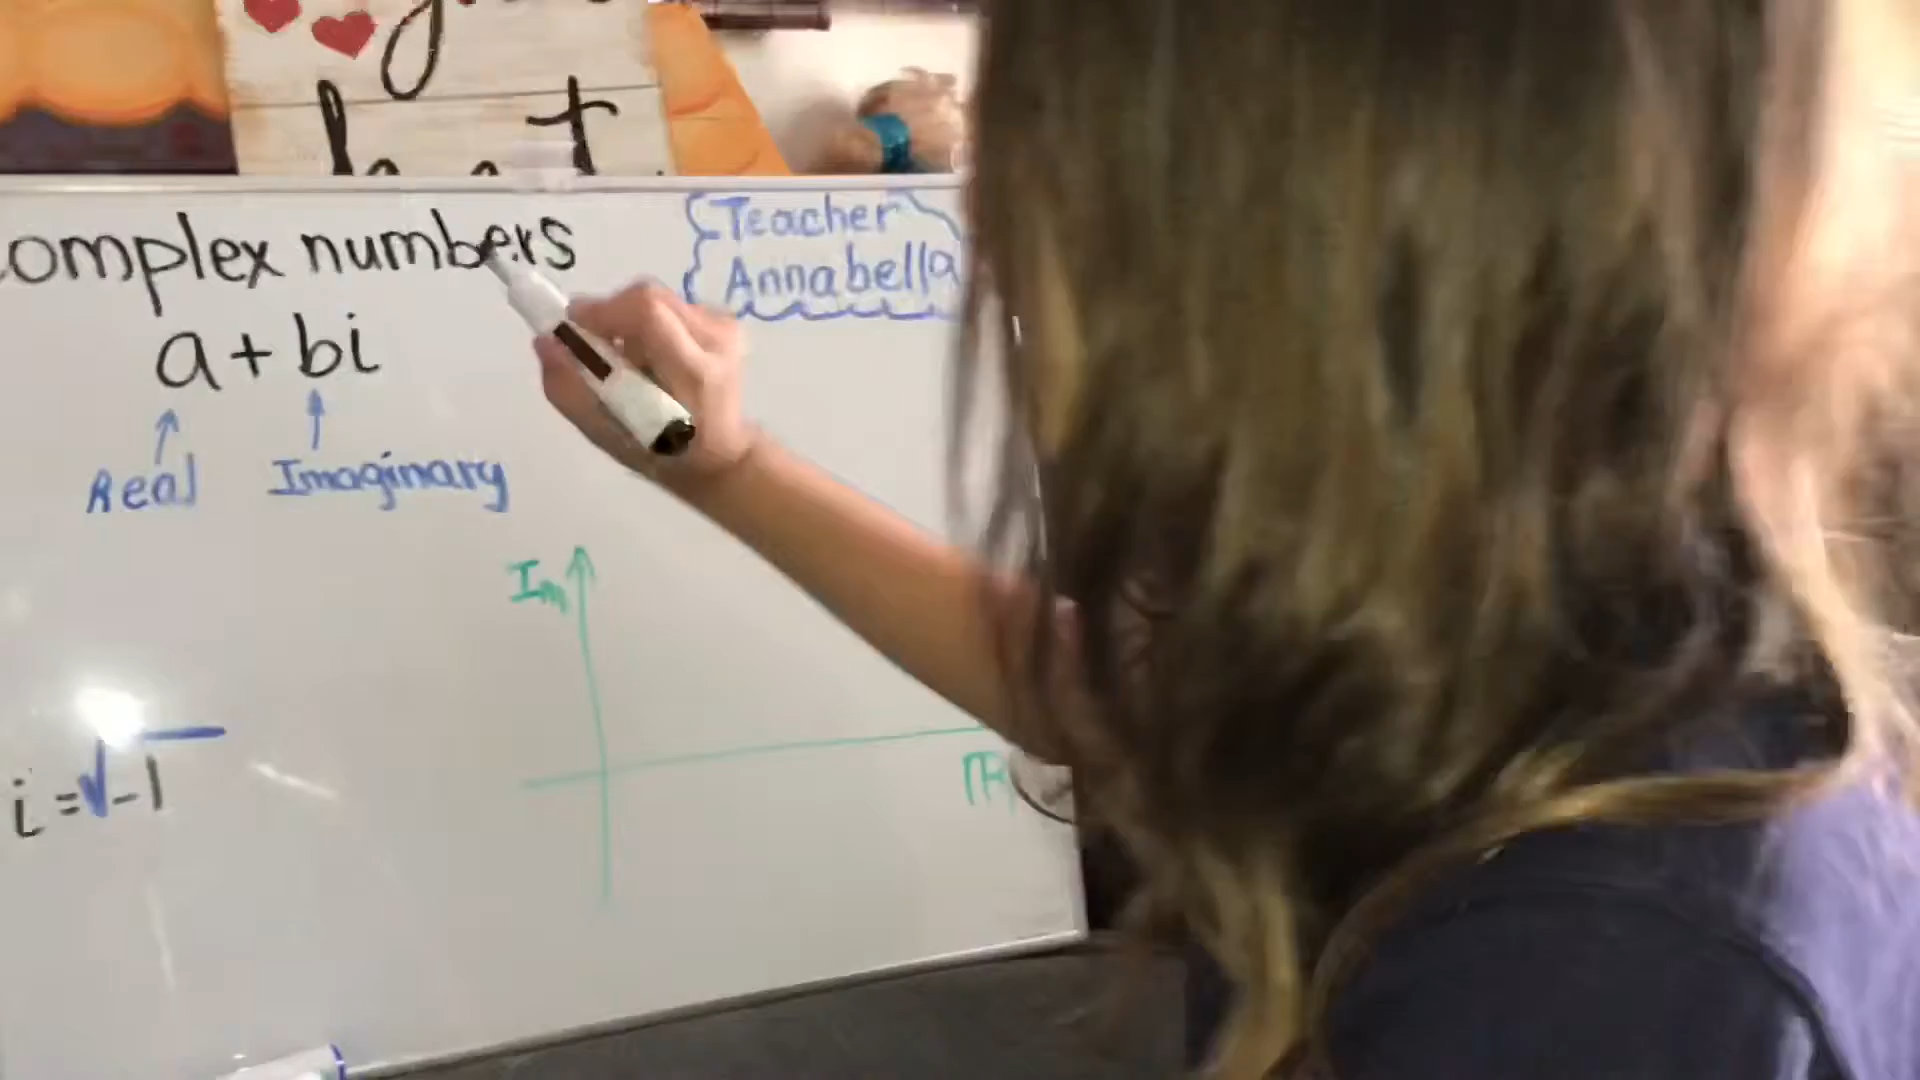 omplex numbers
Teacher
Annabella
a + bi
Real Imaginary
Im
i = √-1